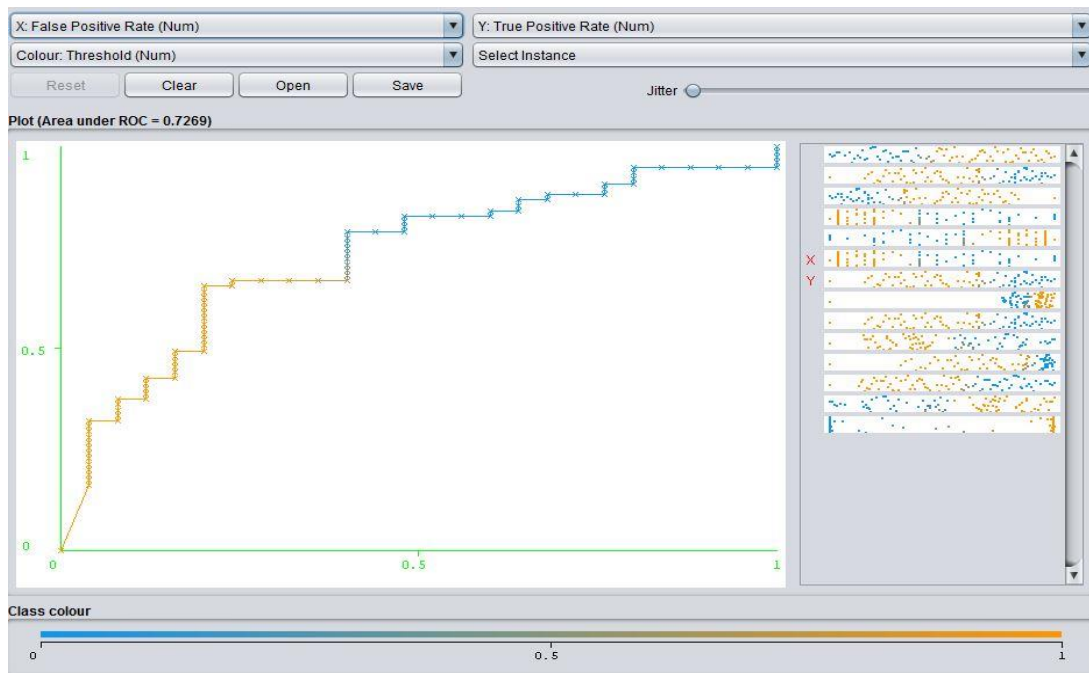 X: False Positive Rate (Num) Y: True Positive Rate (Num)
Colour: Threshold (Num) Select Instance
Reset Clear Open Save Jitter
Plot (Area under ROC = 0.7269)
1
X
Y
0.5
0
0 0.5 1
Class colour
0 0.5 1